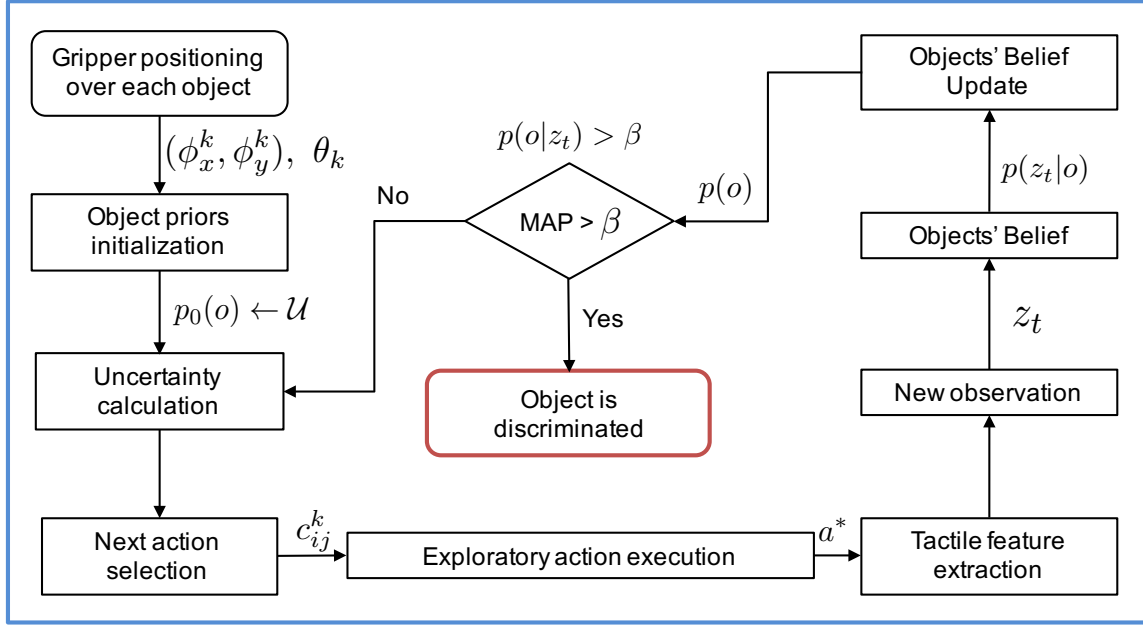 Gripper positioning
over each object
(ϕ_x^k, ϕ_y^k), θ_k
Object priors
initialization
p_0(o) ← 𝒰
Uncertainty
calculation
Next action
selection
c_{ij}^k
Exploratory action execution
a*
Tactile feature
extraction
New observation
z_t
Objects' Belief
p(z_t|o)
Objects' Belief
Update
p(o)
p(o|z_t) > β
MAP > β
No
Yes
Object is
discriminated